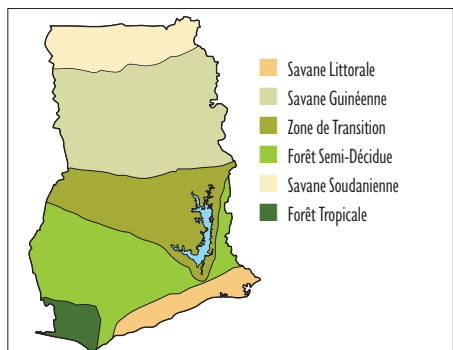 Savane Littorale
Savane Guinéenne
Zone de Transition
Forêt Semi-Décidue
Savane Soudanienne
Forêt Tropicale